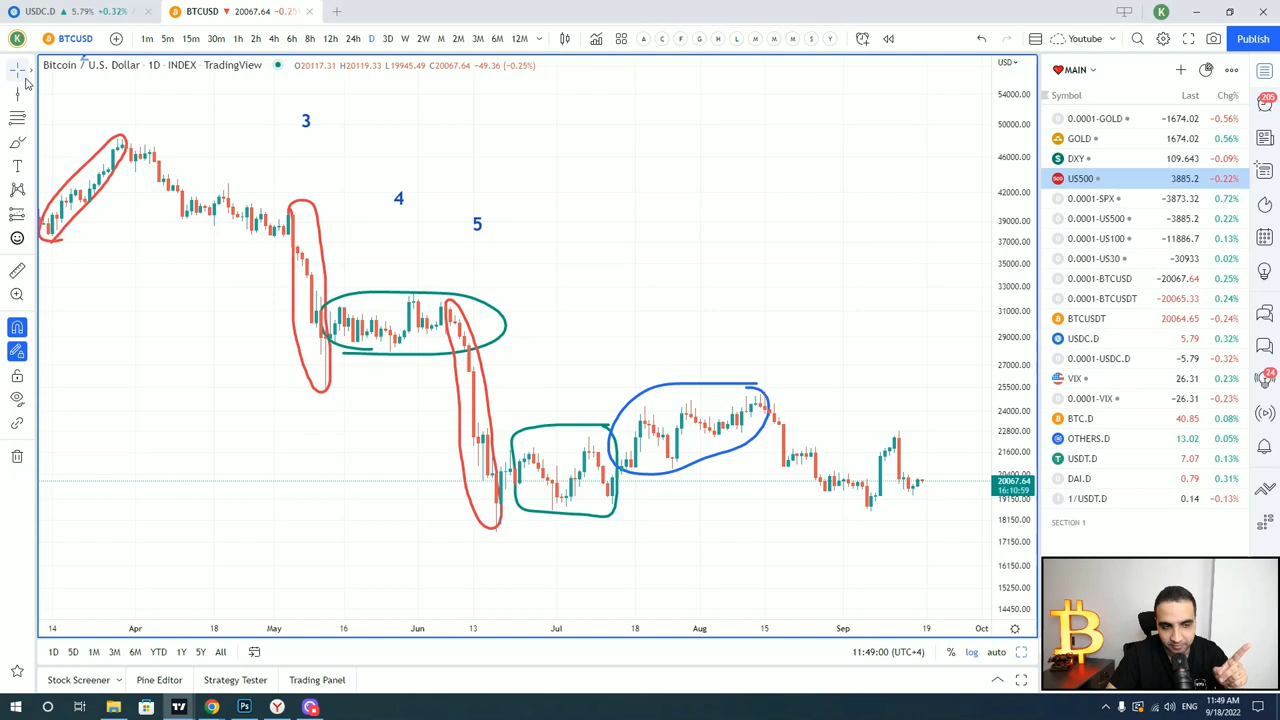 USDC.D 5.79% +0.32%
BTCUSD 20067.64 −0.25%
K
K BTCUSD 1m 5m 15m 30m 1h 2h 4h 6h 8h 12h 24h D 3D W 2W M 2M 3M 6M 12M A C F G H L M M M S Y Youtube Publish
Bitcoin / U.S. Dollar · 1D · INDEX · TradingView O20117.31 H20119.33 L19945.49 C20067.64 −49.36 (−0.25%)
USD
54000.00
50000.00
46000.00
42000.00
39000.00
37000.00
35000.00
33000.00
31000.00
29000.00
27000.00
25500.00
24000.00
22800.00
21600.00
20400.00
20067.64
16:10:59
19150.00
18150.00
17150.00
16150.00
15250.00
14450.00
3
4
5
14 Apr 18 May 16 Jun 13 Jul 18 Aug 15 Sep 19 Oct
1D 5D 1M 3M 6M YTD 1Y 5Y All 11:49:00 (UTC+4) % log auto
Stock Screener Pine Editor Strategy Tester Trading Panel
MAIN
Symbol Last Chg%
0.0001-GOLD −1674.02 −0.56%
GOLD 1674.02 0.56%
DXY 109.643 −0.09%
US500 3885.2 −0.22%
0.0001-SPX −3873.32 0.72%
0.0001-US500 −3885.2 0.22%
0.0001-US100 −11886.7 0.13%
0.0001-US30 −30933 0.02%
0.0001-BTCUSD −20067.64 0.25%
0.0001-BTCUSDT −20065.33 0.24%
BTCUSDT 20064.65 −0.24%
USDC.D 5.79 0.32%
0.0001-USDC.D −5.79 −0.32%
VIX 26.31 0.23%
0.0001-VIX −26.31 −0.23%
BTC.D 40.85 0.08%
OTHERS.D 13.02 0.05%
USDT.D 7.07 0.13%
DAI.D 0.79 0.31%
1/USDT.D 0.14 −0.13%
SECTION 1
205
24
ENG 11:49 AM
9/18/2022